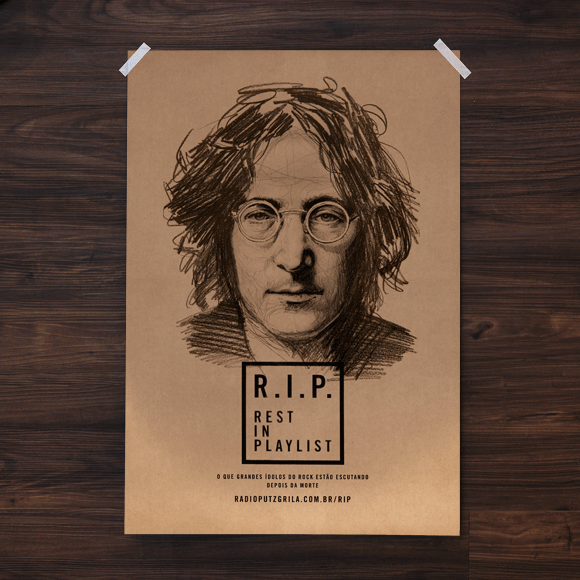 R.I.P.
REST
IN
PLAYLIST
O QUE GRANDES ÍDOLOS DO ROCK ESTÃO ESCUTANDO
DEPOIS DA MORTE
RADIOPUTZGRILA.COM.BR/RIP